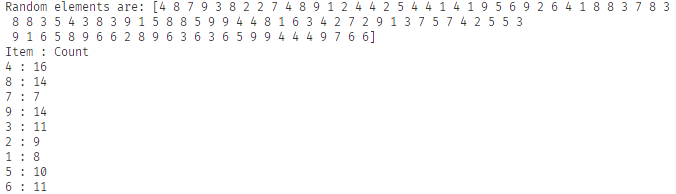 Random elements are: [4 8 7 9 3 8 2 2 7 4 8 9 1 2 4 4 2 5 4 4 1 4 1 9 5 6 9 2 6 4 1 8 8 3 7 8 3
8 8 3 5 4 3 8 3 9 1 5 8 8 5 9 9 4 4 8 1 6 3 4 2 7 2 9 1 3 7 5 7 4 2 5 5 3
9 1 6 5 8 9 6 6 2 8 9 6 3 6 3 6 5 9 9 4 4 4 9 7 6 6]
Item : Count
4 : 16
8 : 14
7 : 7
9 : 14
3 : 11
2 : 9
1 : 8
5 : 10
6 : 11